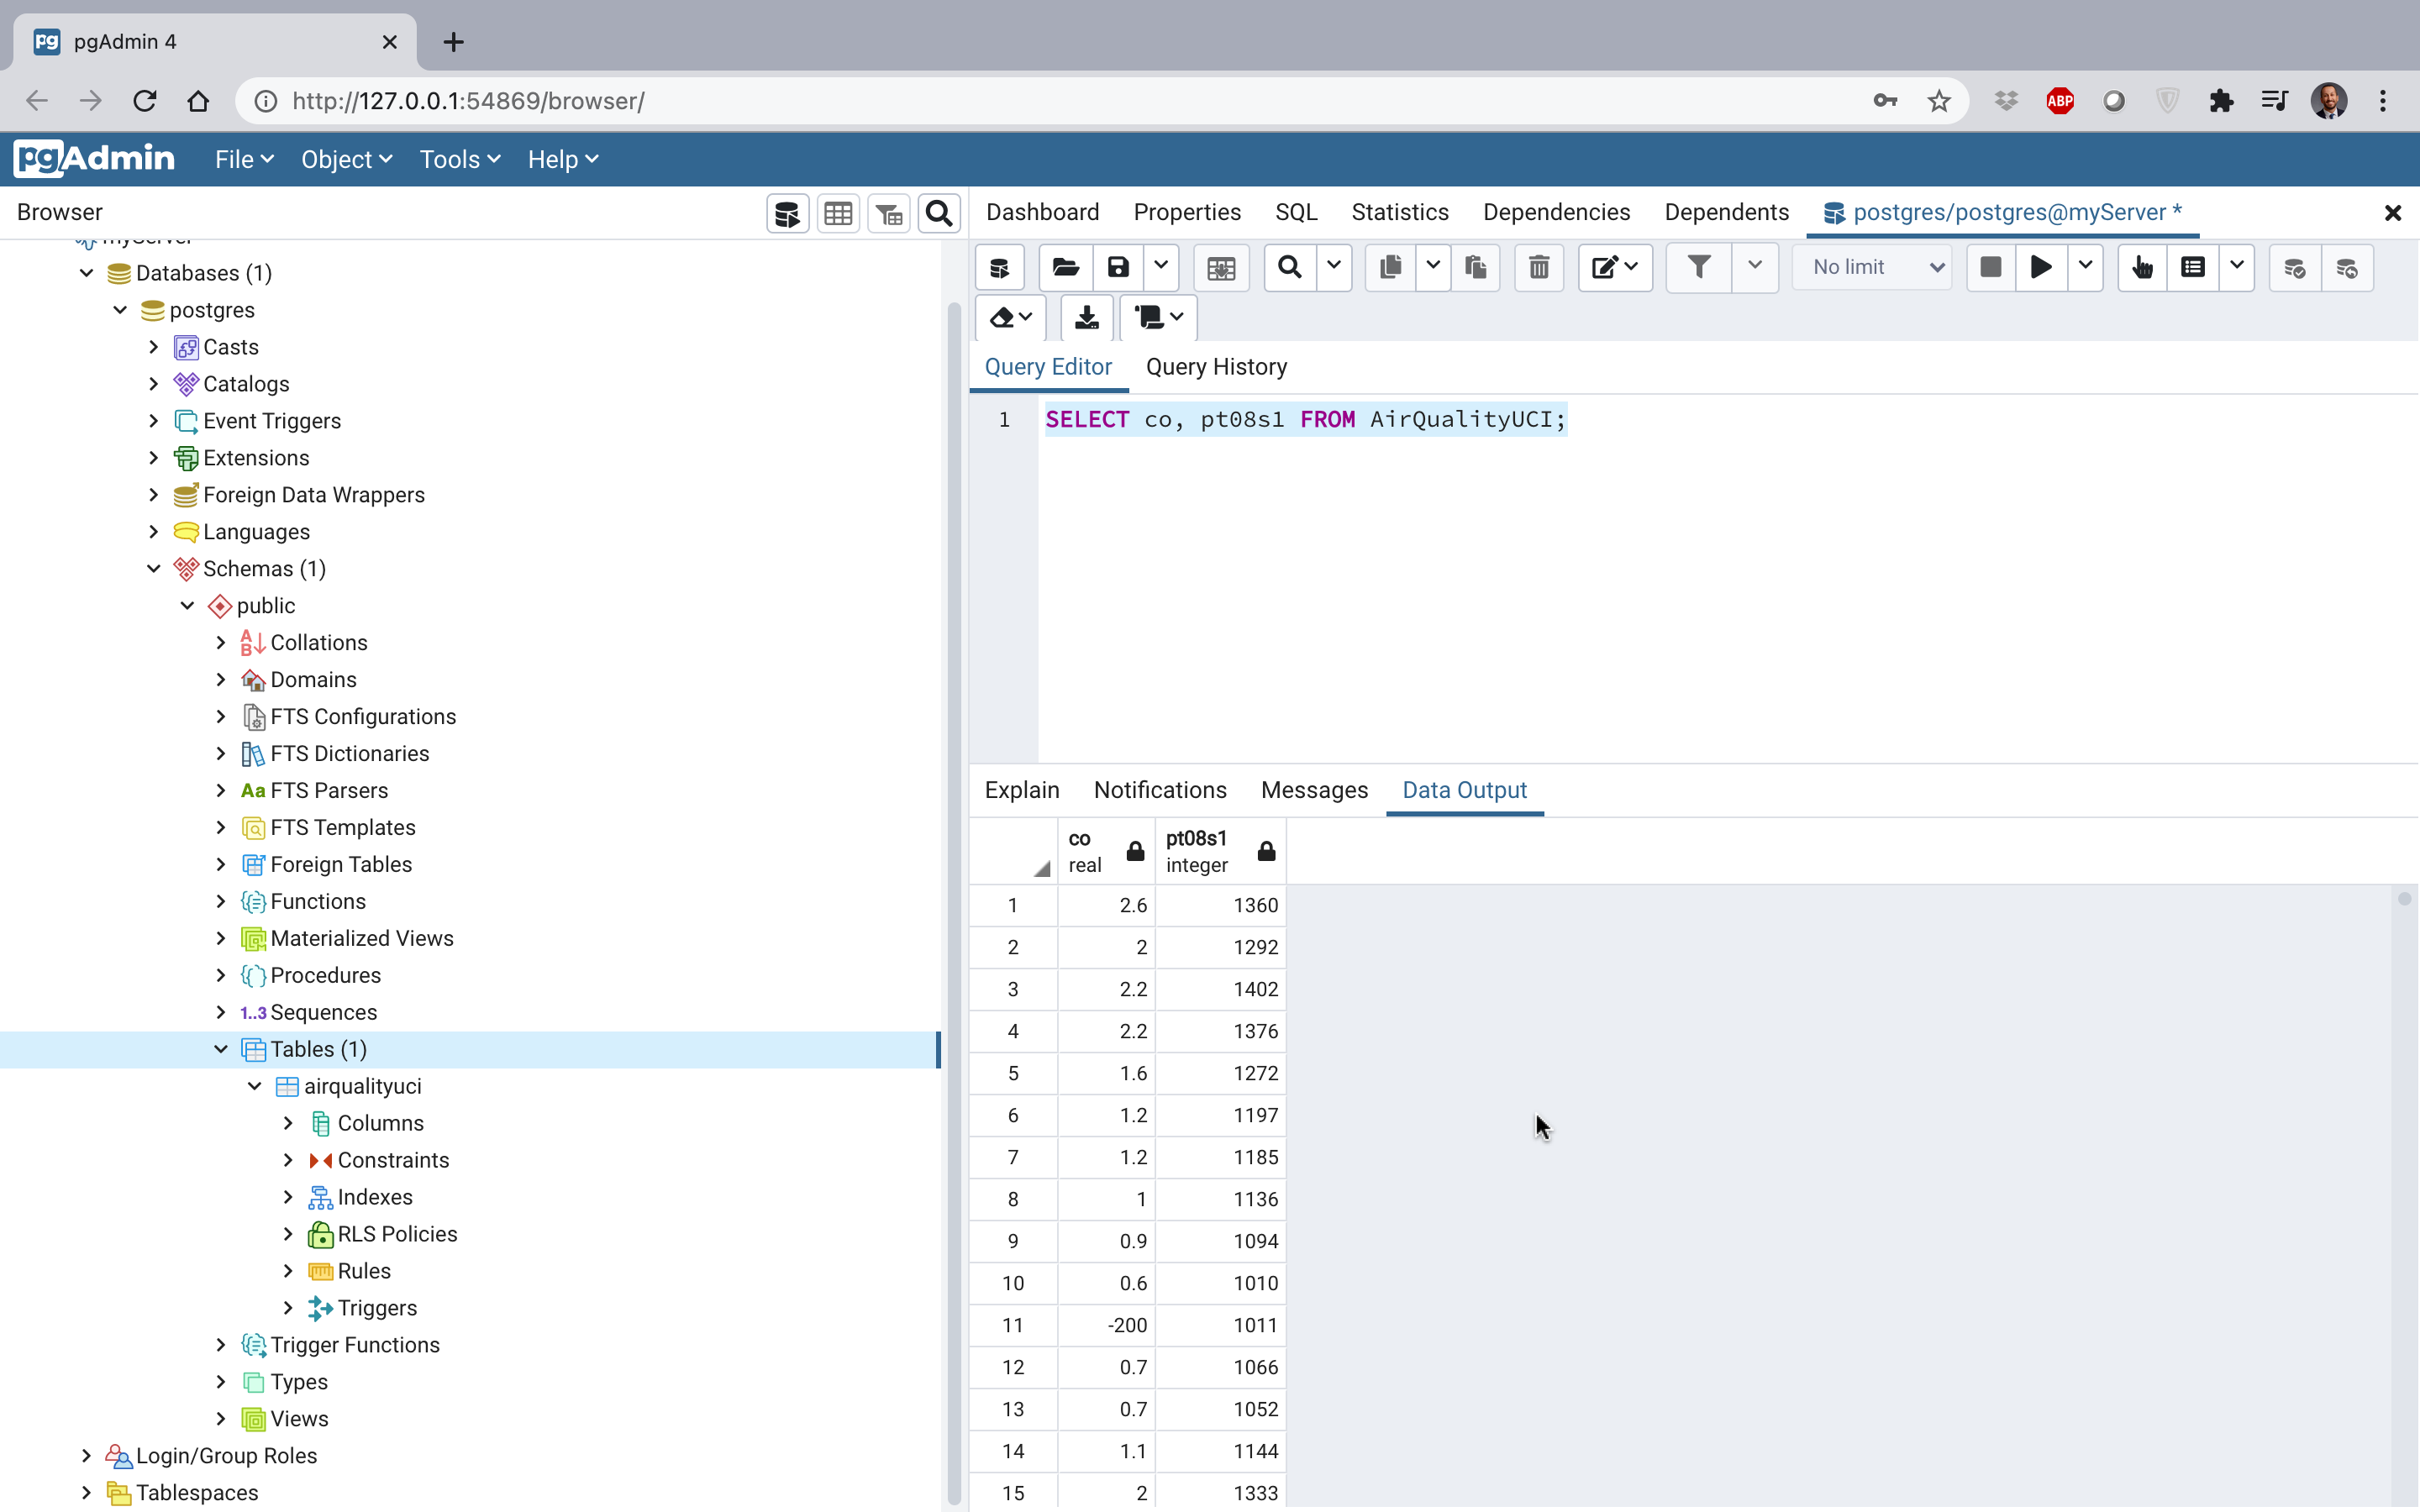 pgAdmin 4
http://127.0.0.1:54869/browser/
ABP
pgAdmin File Object Tools Help
Browser
Dashboard Properties SQL Statistics Dependencies Dependents postgres/postgres@myServer *
myServer
Databases (1)
postgres
Casts
Catalogs
Event Triggers
Extensions
Foreign Data Wrappers
Languages
Schemas (1)
public
Collations
Domains
FTS Configurations
FTS Dictionaries
Aa FTS Parsers
FTS Templates
Foreign Tables
Functions
Materialized Views
Procedures
1..3 Sequences
Tables (1)
airqualityuci
Columns
Constraints
Indexes
RLS Policies
Rules
Triggers
Trigger Functions
Types
Views
Login/Group Roles
Tablespaces
No limit
Query Editor Query History
1 SELECT co, pt08s1 FROM AirQualityUCI;
Explain Notifications Messages Data Output
co pt08s1
real integer
1 2.6 1360
2 2 1292
3 2.2 1402
4 2.2 1376
5 1.6 1272
6 1.2 1197
7 1.2 1185
8 1 1136
9 0.9 1094
10 0.6 1010
11 -200 1011
12 0.7 1066
13 0.7 1052
14 1.1 1144
15 2 1333